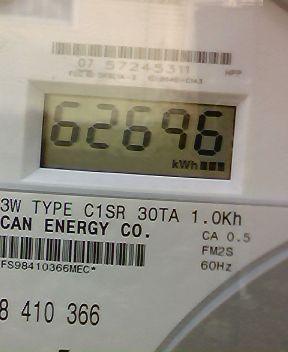 07 57245311 HPP
62696
kWh
3W TYPE C1SR 30TA 1.0Kh
CAN ENERGY CO.
CA 0.5
FM2S
60Hz
FS98410366MEC*
8 410 366